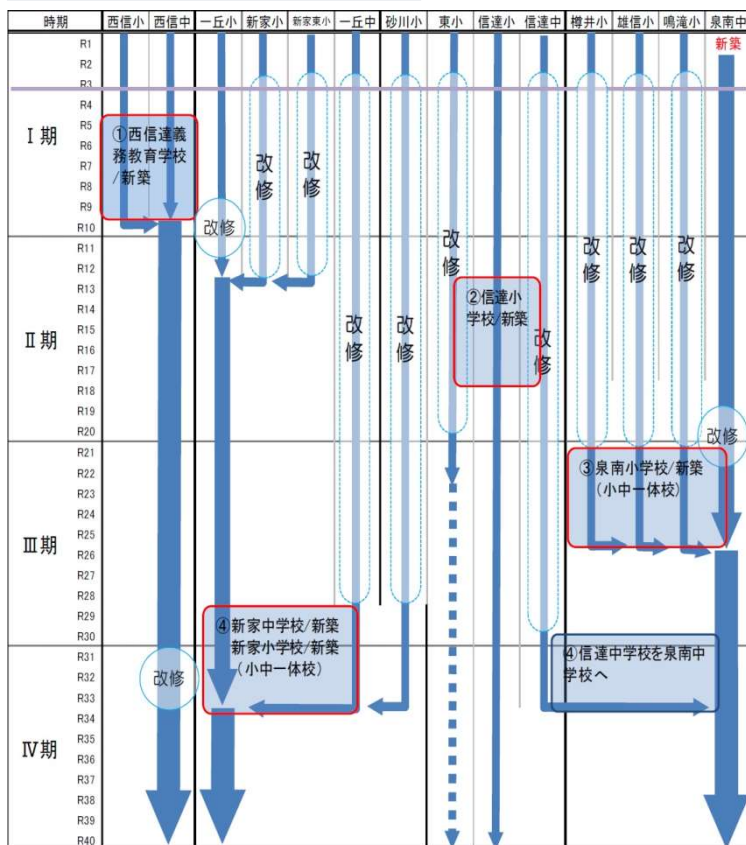 時期 西信小 西信中 一丘小 新家小 新家東小 一丘中 砂川小 東小 信達小 信達中 樽井小 雄信小 鳴滝小 泉南中
R1
新築
R2
R3
R4
Ⅰ期
R5
R6
R7
R8
R9
R10
①西信達義
務教育学校
/新築
改修
改修
改修
R11
R12
R13
R14
Ⅱ期
R15
R16
R17
R18
R19
R20
改修
改修
改修
②信達小
学校/新築
改修
改修
改修
改修
改修
R21
R22
R23
R24
Ⅲ期
R25
R26
R27
R28
R29
R30
③泉南小学校/新築
(小中一体校)
④新家中学校/新築
新家小学校/新築
(小中一体校)
④信達中学校を泉南中
学校へ
R31
R32
R33
R34
改修
Ⅳ期
R35
R36
R37
R38
R39
R40